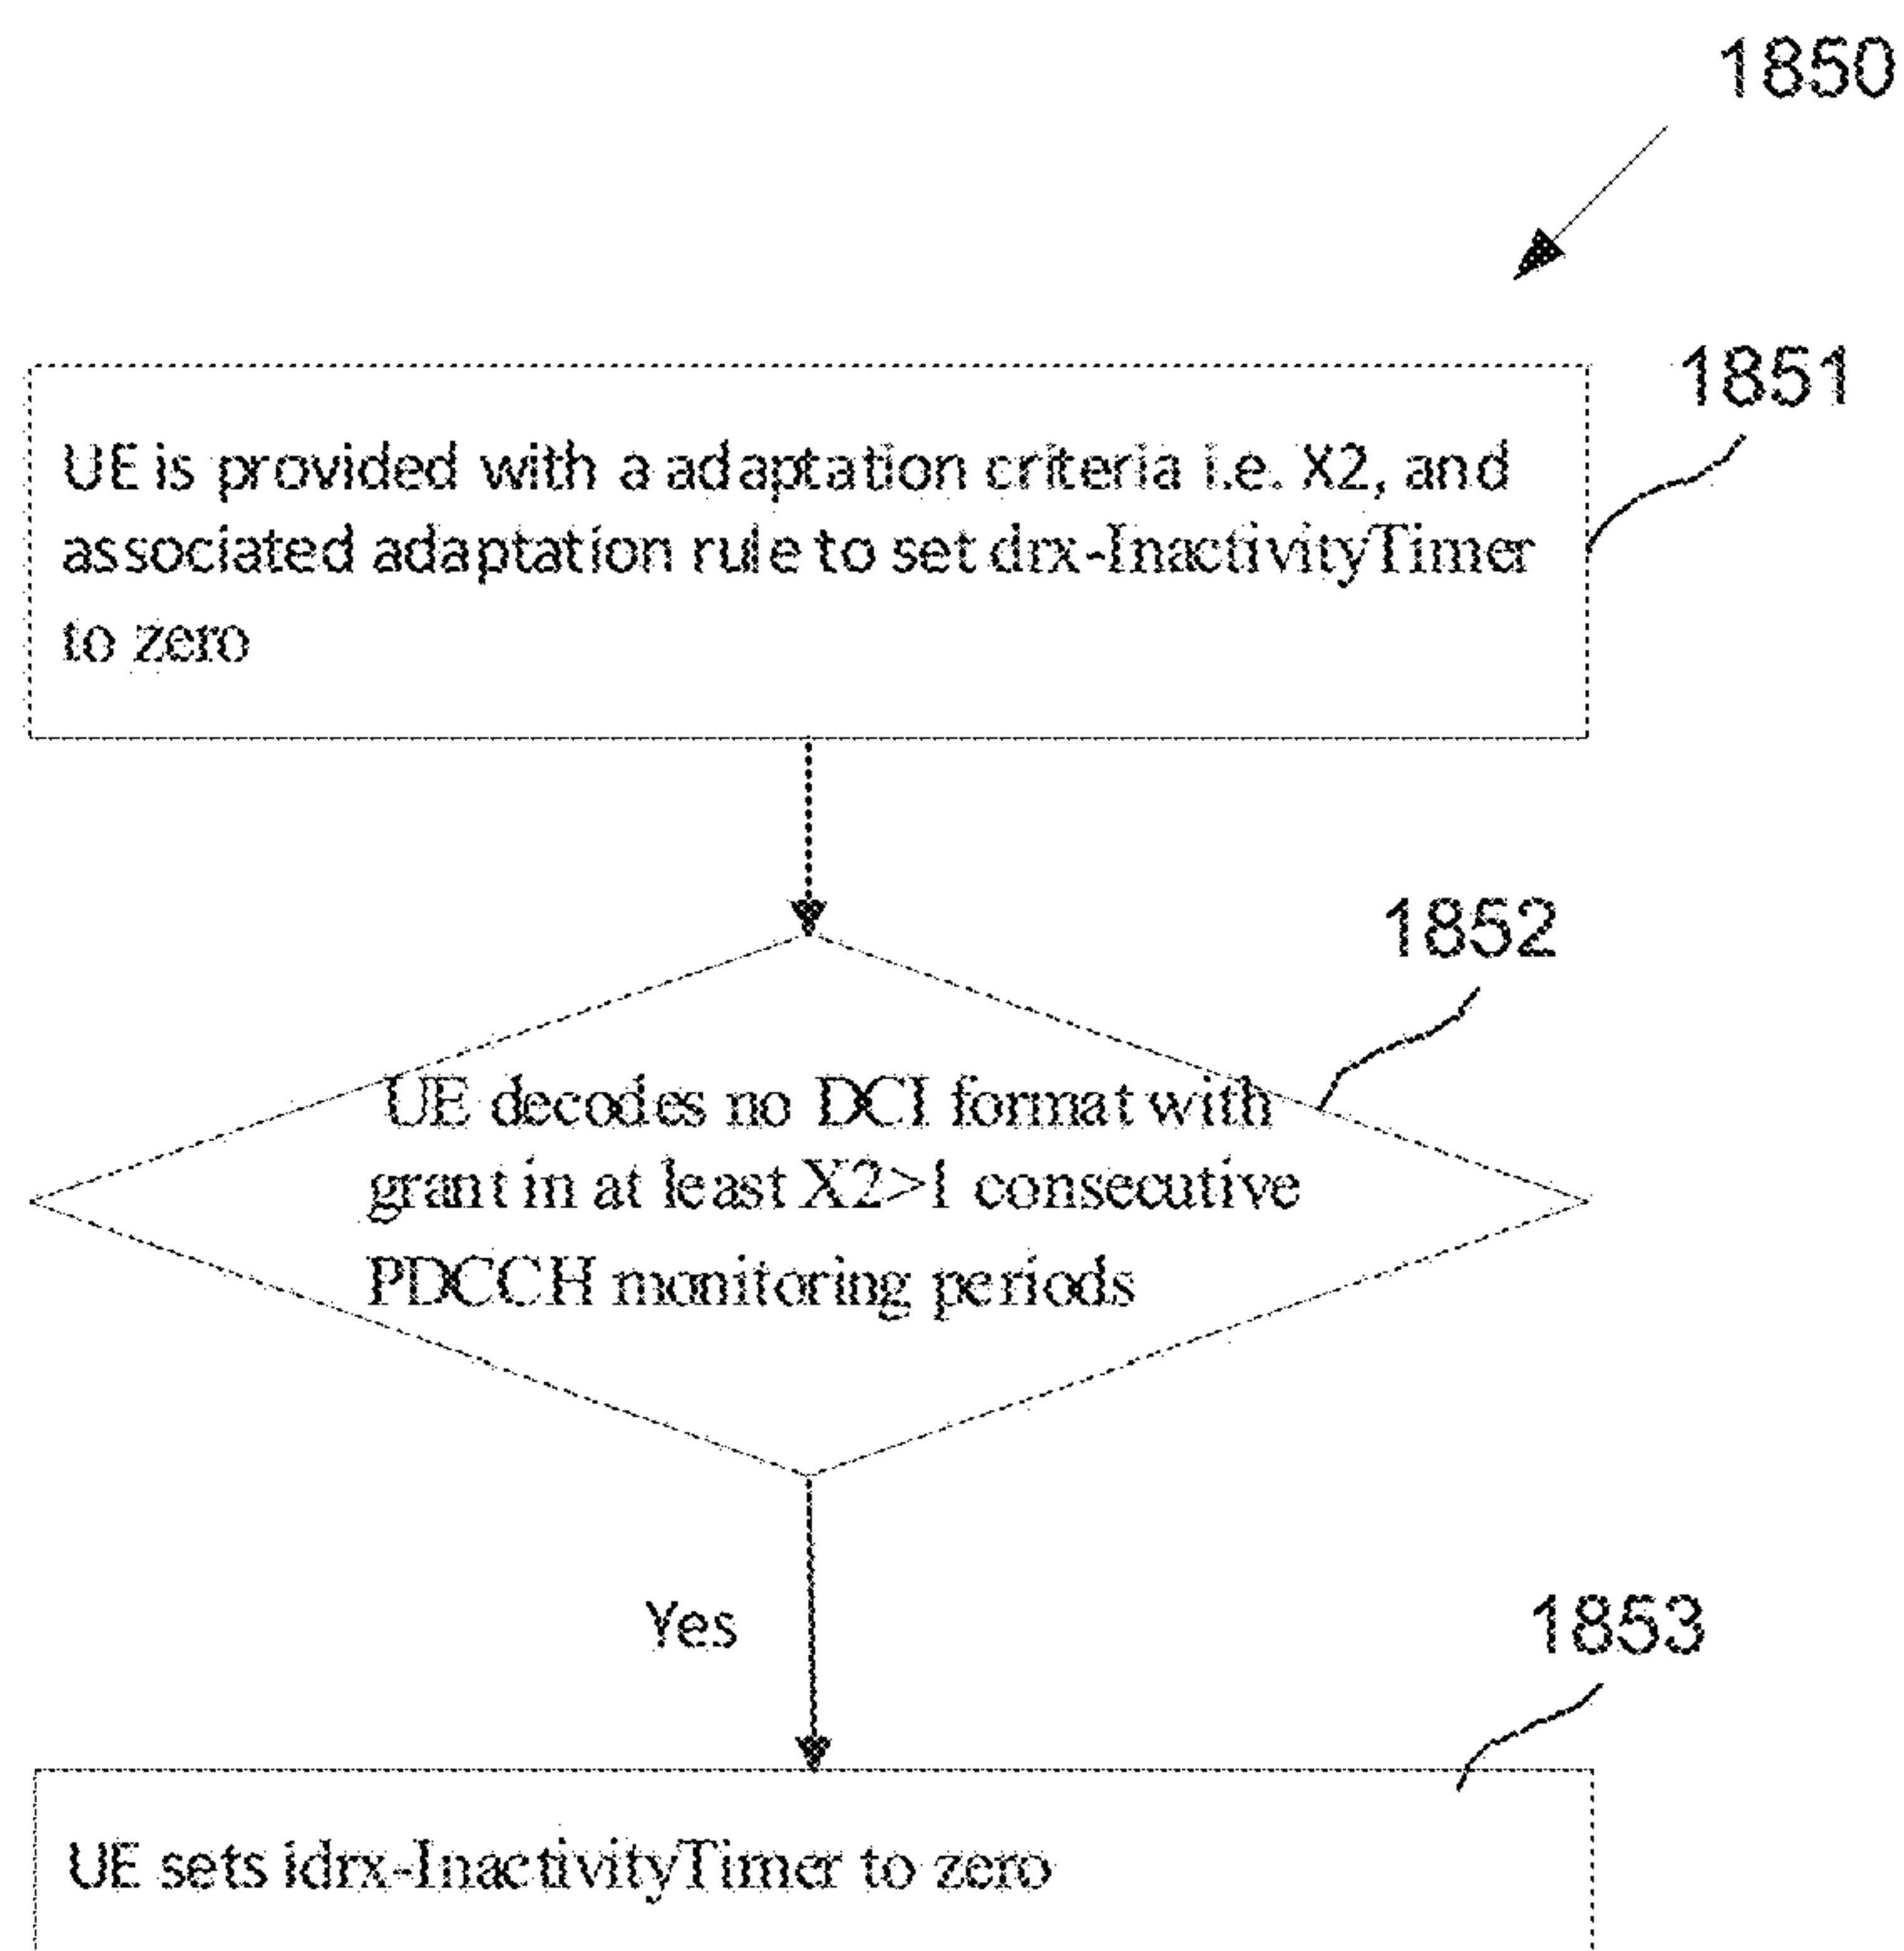 1850
1851
UE is provided with a adaptation criteria i.e. X2, and
associated adaptation rule to set drx-InactivityTimer
to zero
1852
UE decodes no DCI format with
grant in at least X2>1 consecutive
PDCCH monitoring periods
Yes
1853
UE sets idrx-InactivityTimer to zero